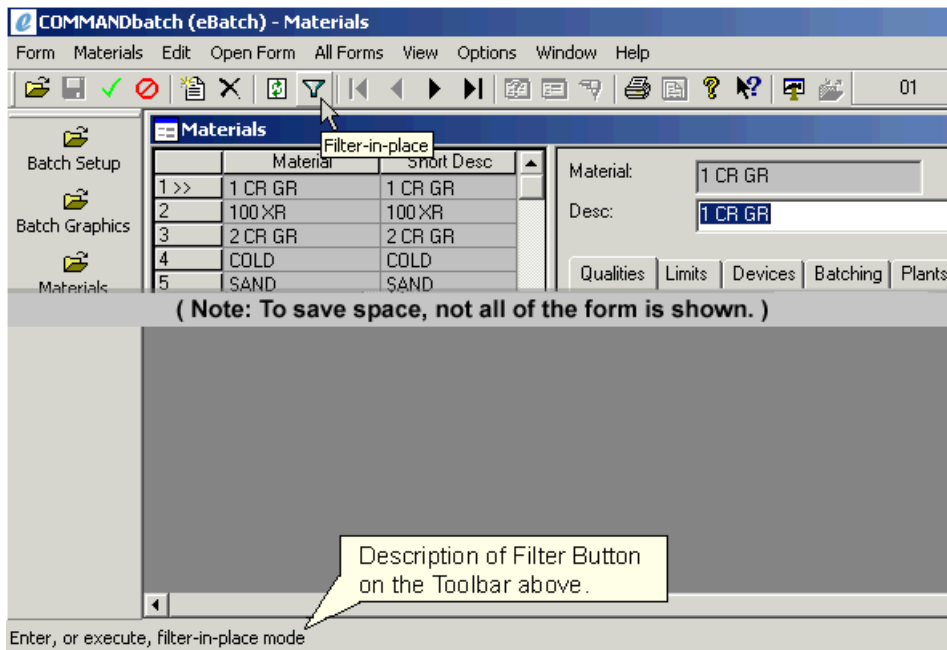 COMMANDbatch (eBatch) - Materials
Form Materials Edit Open Form All Forms View Options Window Help
01
Batch Setup
Batch Graphics
Materials
Materials
Filter-in-place
Material Short Desc
1 >> 1 CR GR 1 CR GR
2 100XR 100XR
3 2 CR GR 2 CR GR
4 COLD COLD
5 SAND SAND
Material: 1 CR GR
Desc: 1 CR GR
Qualities Limits Devices Batching Plants
( Note: To save space, not all of the form is shown. )
Description of Filter Button
on the Toolbar above.
Enter, or execute, filter-in-place mode